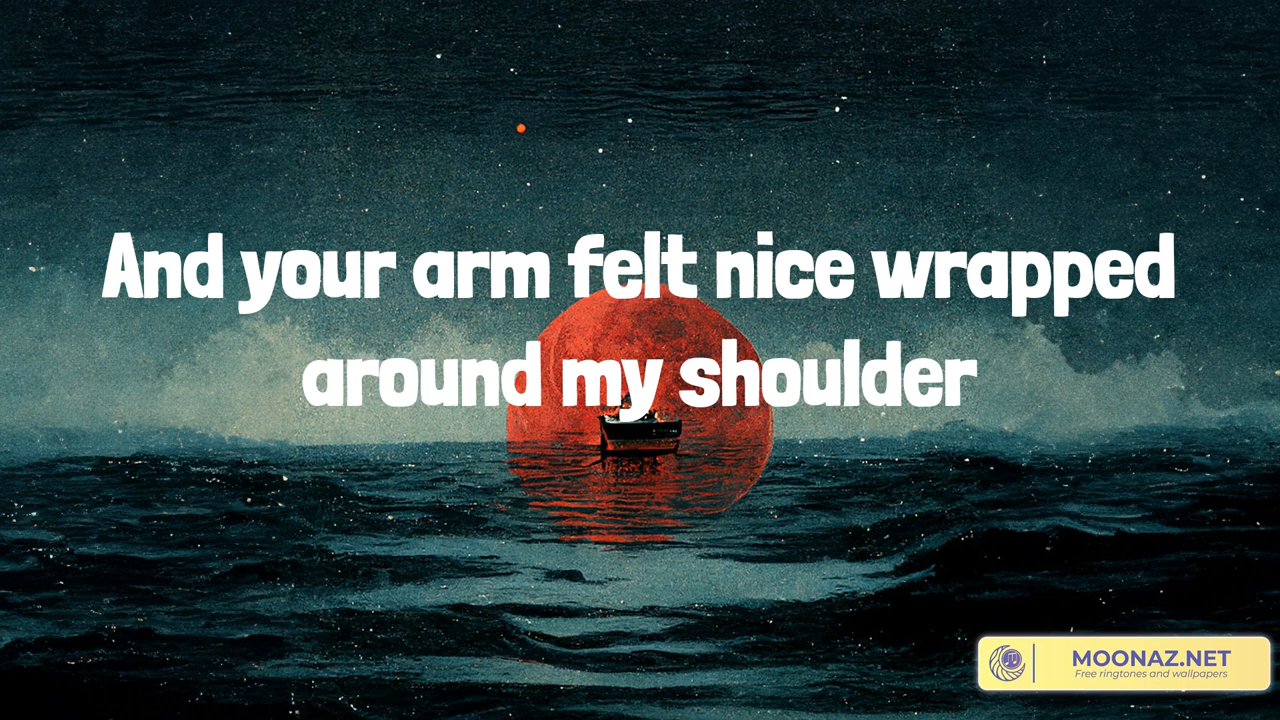 And your arm felt nice wrapped
around my shoulder
MOONAZ.NET
Free ringtones and wallpapers